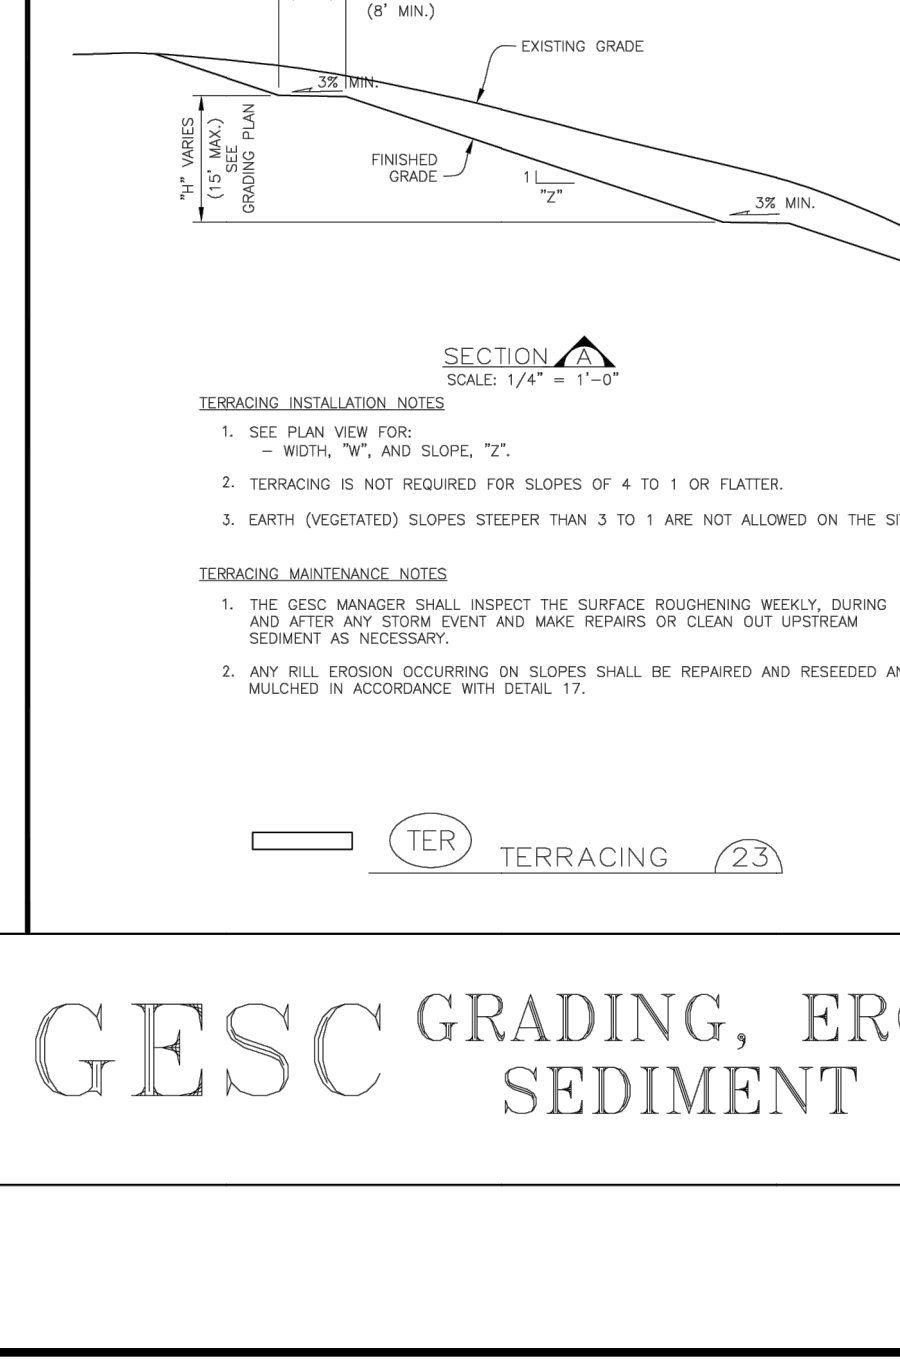 (8' MIN.)
EXISTING GRADE
3% MIN.
"H" VARIES
(15' MAX.)
SEE
GRADING PLAN
FINISHED
GRADE
1
"Z"
3% MIN.
SECTION A
SCALE: 1/4" = 1'-0"
TERRACING INSTALLATION NOTES
1. SEE PLAN VIEW FOR:
– WIDTH, "W", AND SLOPE, "Z".
2. TERRACING IS NOT REQUIRED FOR SLOPES OF 4 TO 1 OR FLATTER.
3. EARTH (VEGETATED) SLOPES STEEPER THAN 3 TO 1 ARE NOT ALLOWED ON THE
TERRACING MAINTENANCE NOTES
1. THE GESC MANAGER SHALL INSPECT THE SURFACE ROUGHENING WEEKLY, DURING
AND AFTER ANY STORM EVENT AND MAKE REPAIRS OR CLEAN OUT UPSTREAM
SEDIMENT AS NECESSARY.
2. ANY RILL EROSION OCCURRING ON SLOPES SHALL BE REPAIRED AND RESEEDED
MULCHED IN ACCORDANCE WITH DETAIL 17.
TER TERRACING 23
GESC GRADING,
SEDIMENT